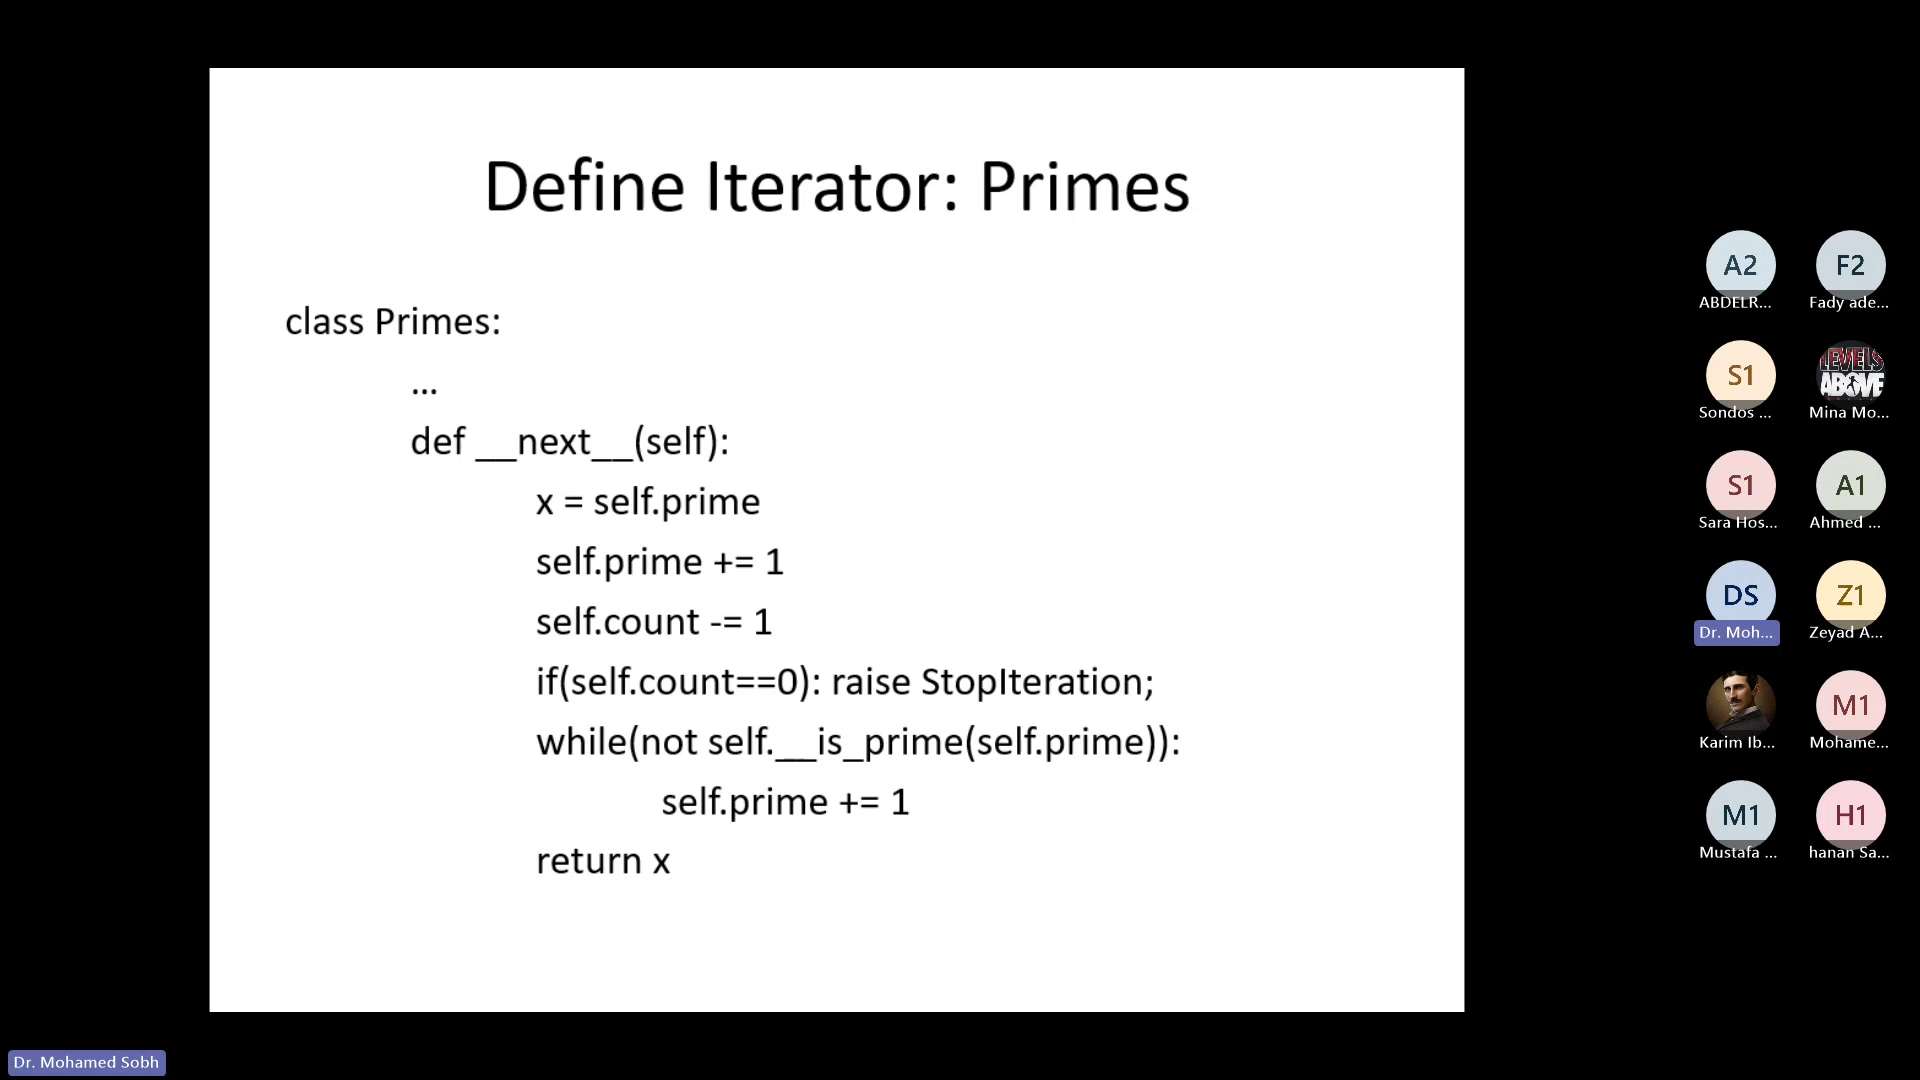 Define Iterator: Primes
class Primes:
...
def __next__(self):
x = self.prime
self.prime += 1
self.count -= 1
if(self.count==0): raise StopIteration;
while(not self.__is_prime(self.prime)):
self.prime += 1
return x
A2
F2
ABDELR...
Fady ade...
S1
LEVELS
ABOVE
Sondos ...
Mina Mo...
S1
A1
Sara Hos...
Ahmed ...
DS
Z1
Dr. Moh...
Zeyad A...
M1
Karim Ib...
Mohame...
M1
H1
Mustafa ...
hanan Sa...
Dr. Mohamed Sobh